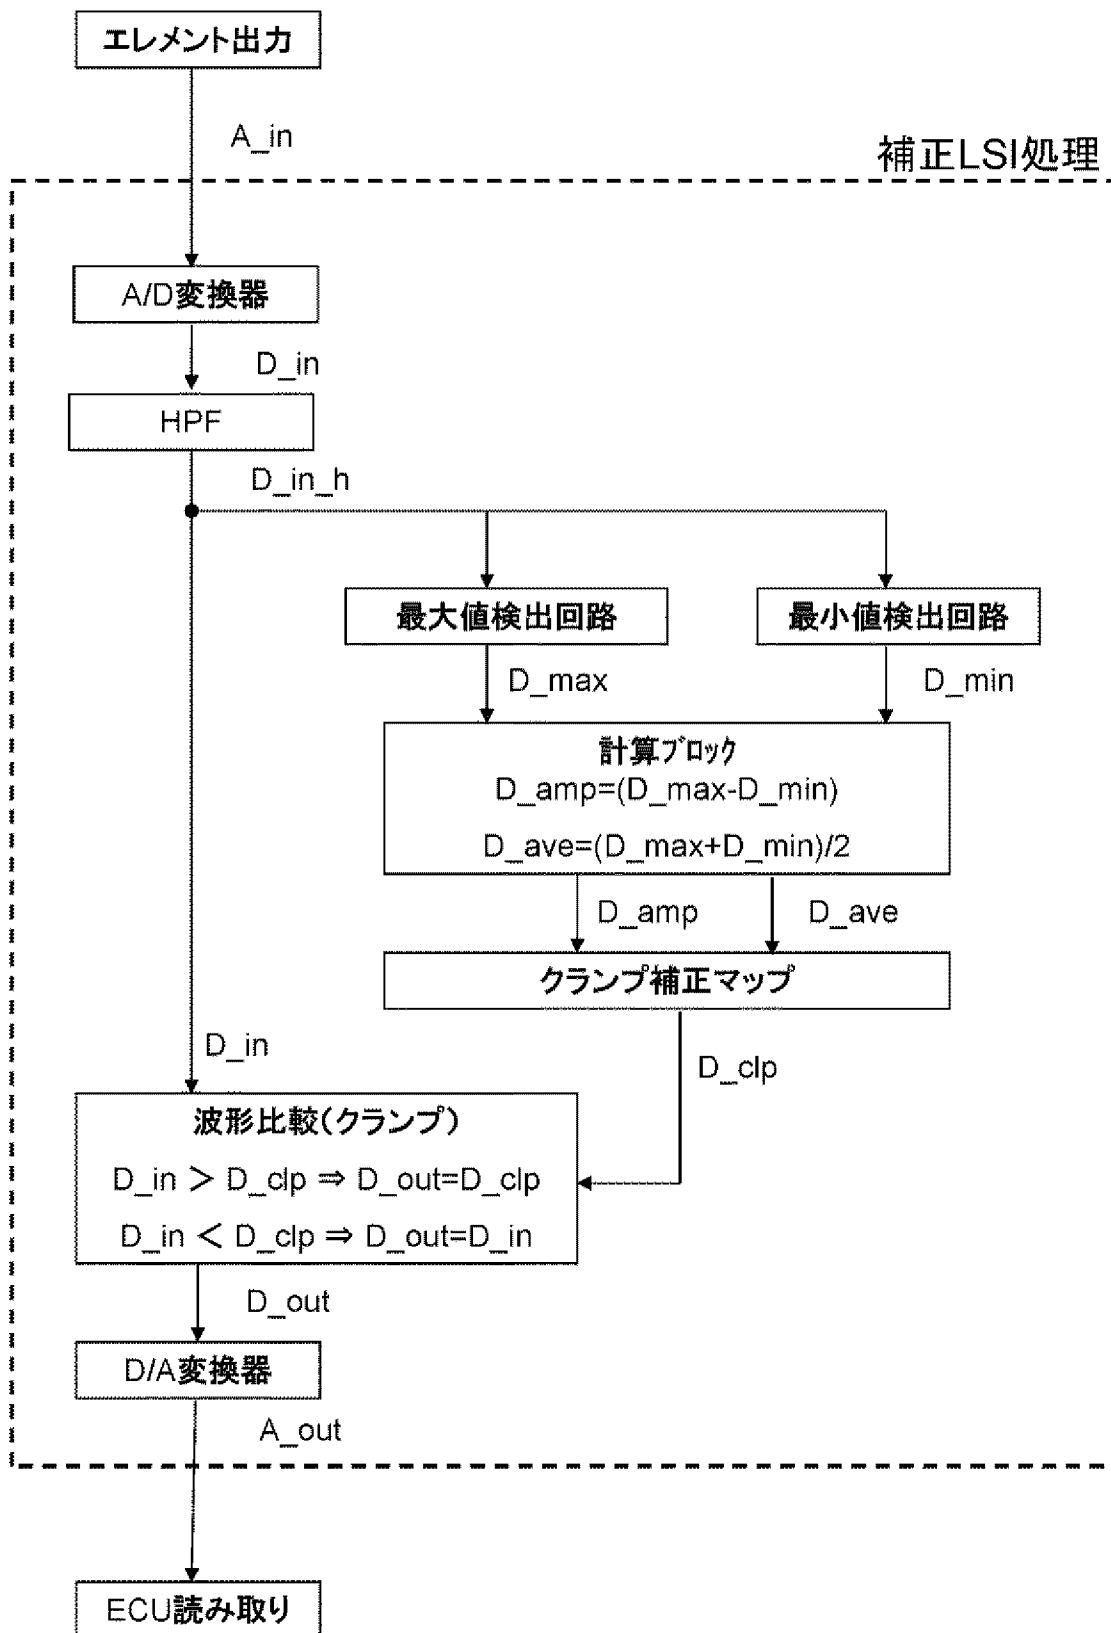 エレメント出力
A_in
補正LSI処理
A/D変換器
D_in
HPF
D_in_h
最大値検出回路
最小値検出回路
D_max
D_min
計算ブロック
D_amp=(D_max-D_min)
D_ave=(D_max+D_min)/2
D_amp
D_ave
クランプ補正マップ
D_in
D_clp
波形比較(クランプ)
D_in > D_clp ⇒ D_out=D_clp
D_in < D_clp ⇒ D_out=D_in
D_out
D/A変換器
A_out
ECU読み取り